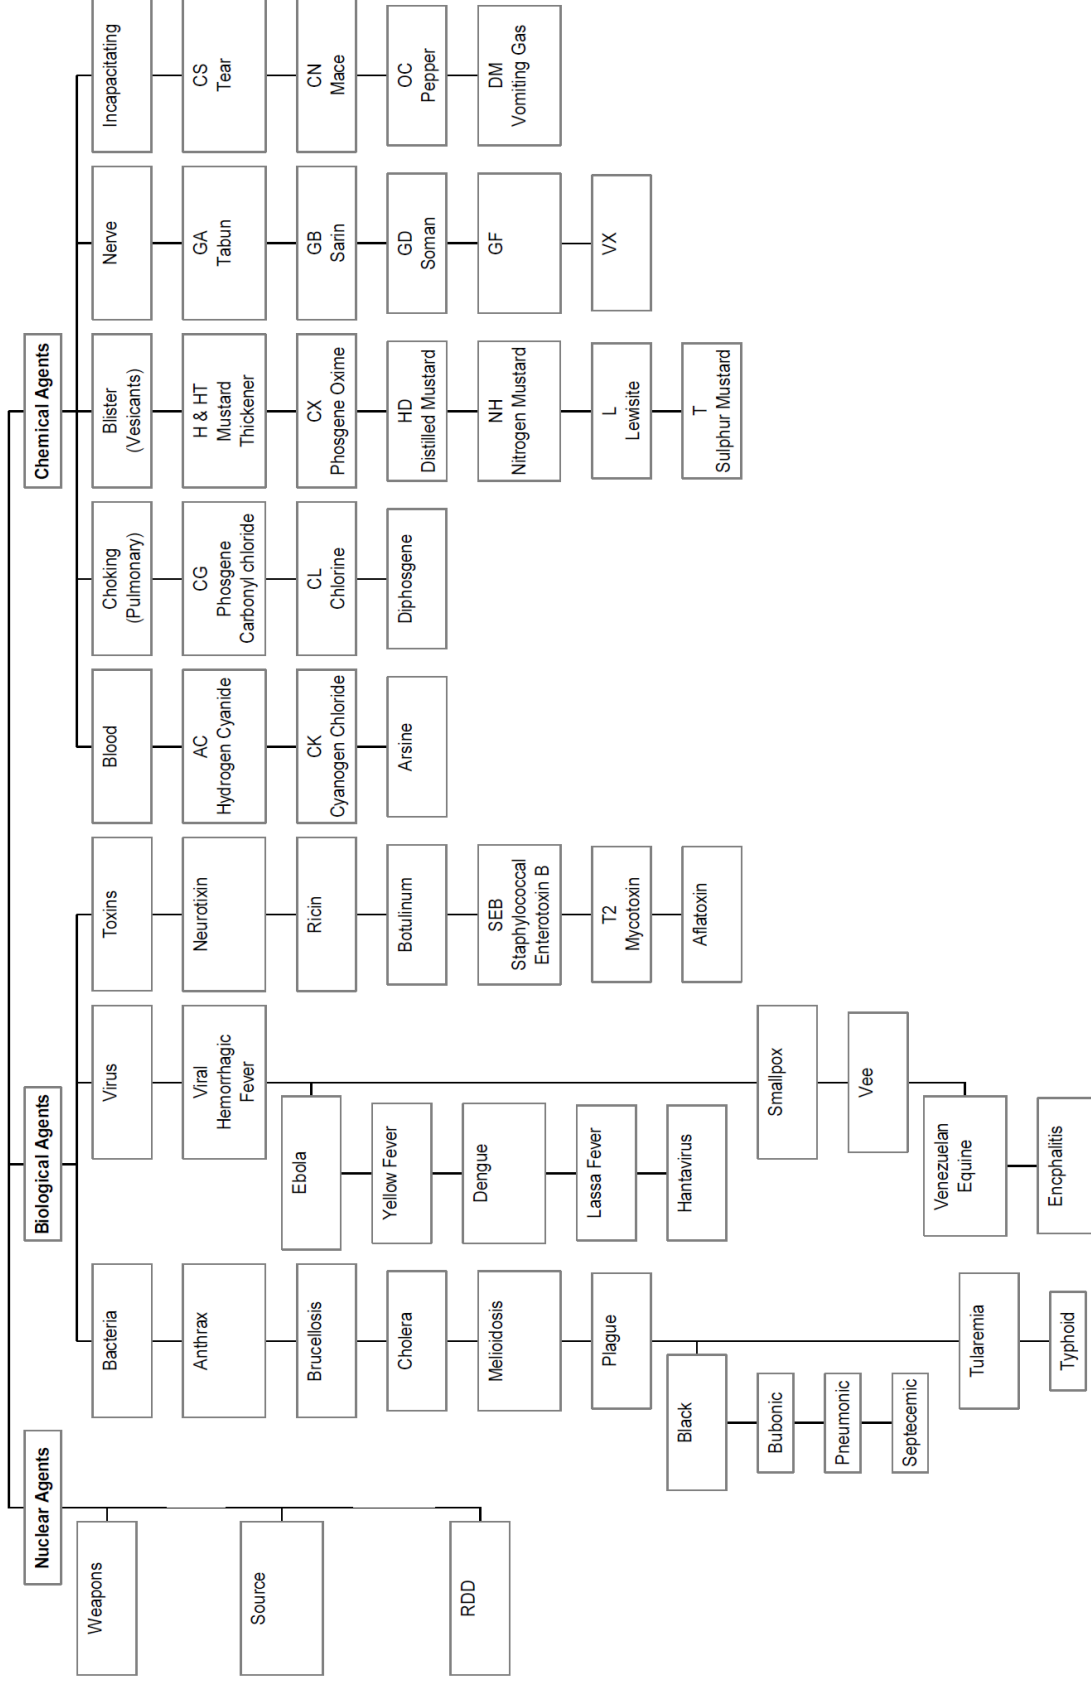 Nuclear Agents
Weapons
Source
RDD
Biological Agents
Bacteria
Anthrax
Brucellosis
Cholera
Melioidosis
Plague
Black
Bubonic
Pneumonic
Septecemic
Tularemia
Typhoid
Virus
Viral
Hemorrhagic
Fever
Ebola
Yellow Fever
Dengue
Lassa Fever
Hantavirus
Smallpox
Vee
Venezuelan
Equine
Encphalitis
Toxins
Neurotixin
Ricin
Botulinum
SEB
Staphylococcal
Enterotoxin B
T2
Mycotoxin
Aflatoxin
Chemical Agents
Blood
AC
Hydrogen Cyanide
CK
Cyanogen Chloride
Arsine
Choking
(Pulmonary)
CG
Phosgene
Carbonyl chloride
CL
Chlorine
Diphosgene
Blister
(Vesicants)
H & HT
Mustard
Thickener
CX
Phosgene Oxime
HD
Distilled Mustard
NH
Nitrogen Mustard
L
Lewisite
T
Sulphur Mustard
Nerve
GA
Tabun
GB
Sarin
GD
Soman
GF
VX
Incapacitating
CS
Tear
CN
Mace
OC
Pepper
DM
Vomiting Gas